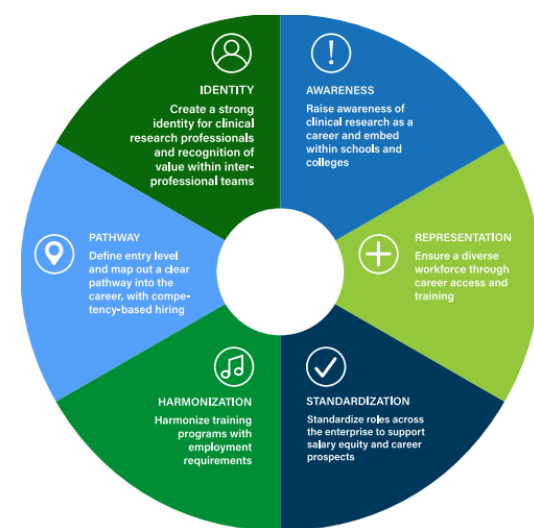 IDENTITY
Create a strong
identity for clinical
research professionals
and recognition of
value within inter-
professional teams
AWARENESS
Raise awareness of
clinical research as a
career and embed
within schools and
colleges
REPRESENTATION
Ensure a diverse
workforce through
career access and
training
STANDARDIZATION
Standardize roles across
the enterprise to support
salary equity and career
prospects
HARMONIZATION
Harmonize training
programs with
employment
requirements
PATHWAY
Define entry level
and map out a clear
pathway into the
career, with compe-
tency-based hiring